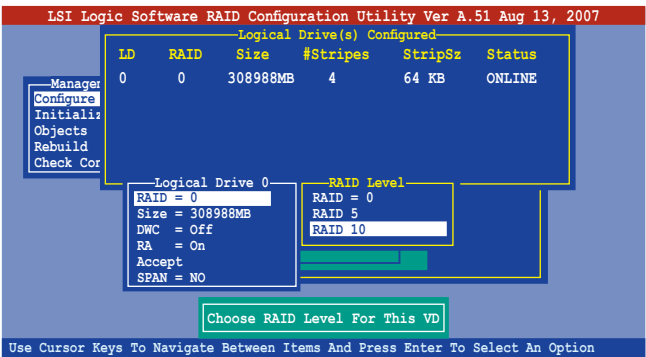 LSI Logic Software RAID Configuration Utility Ver A.51 Aug 13, 2007
Logical Drive(s) Configured
LD RAID Size #Stripes StripSz Status
0 0 308988MB 4 64 KB ONLINE
Manager
Configure
Initializ
Objects
Rebuild
Check Con
Logical Drive 0
RAID = 0
Size = 308988MB
DWC = Off
RA = On
Accept
SPAN = NO
RAID Level
RAID = 0
RAID 5
RAID 10
Choose RAID Level For This VD
Use Cursor Keys To Navigate Between Items And Press Enter To Select An Option